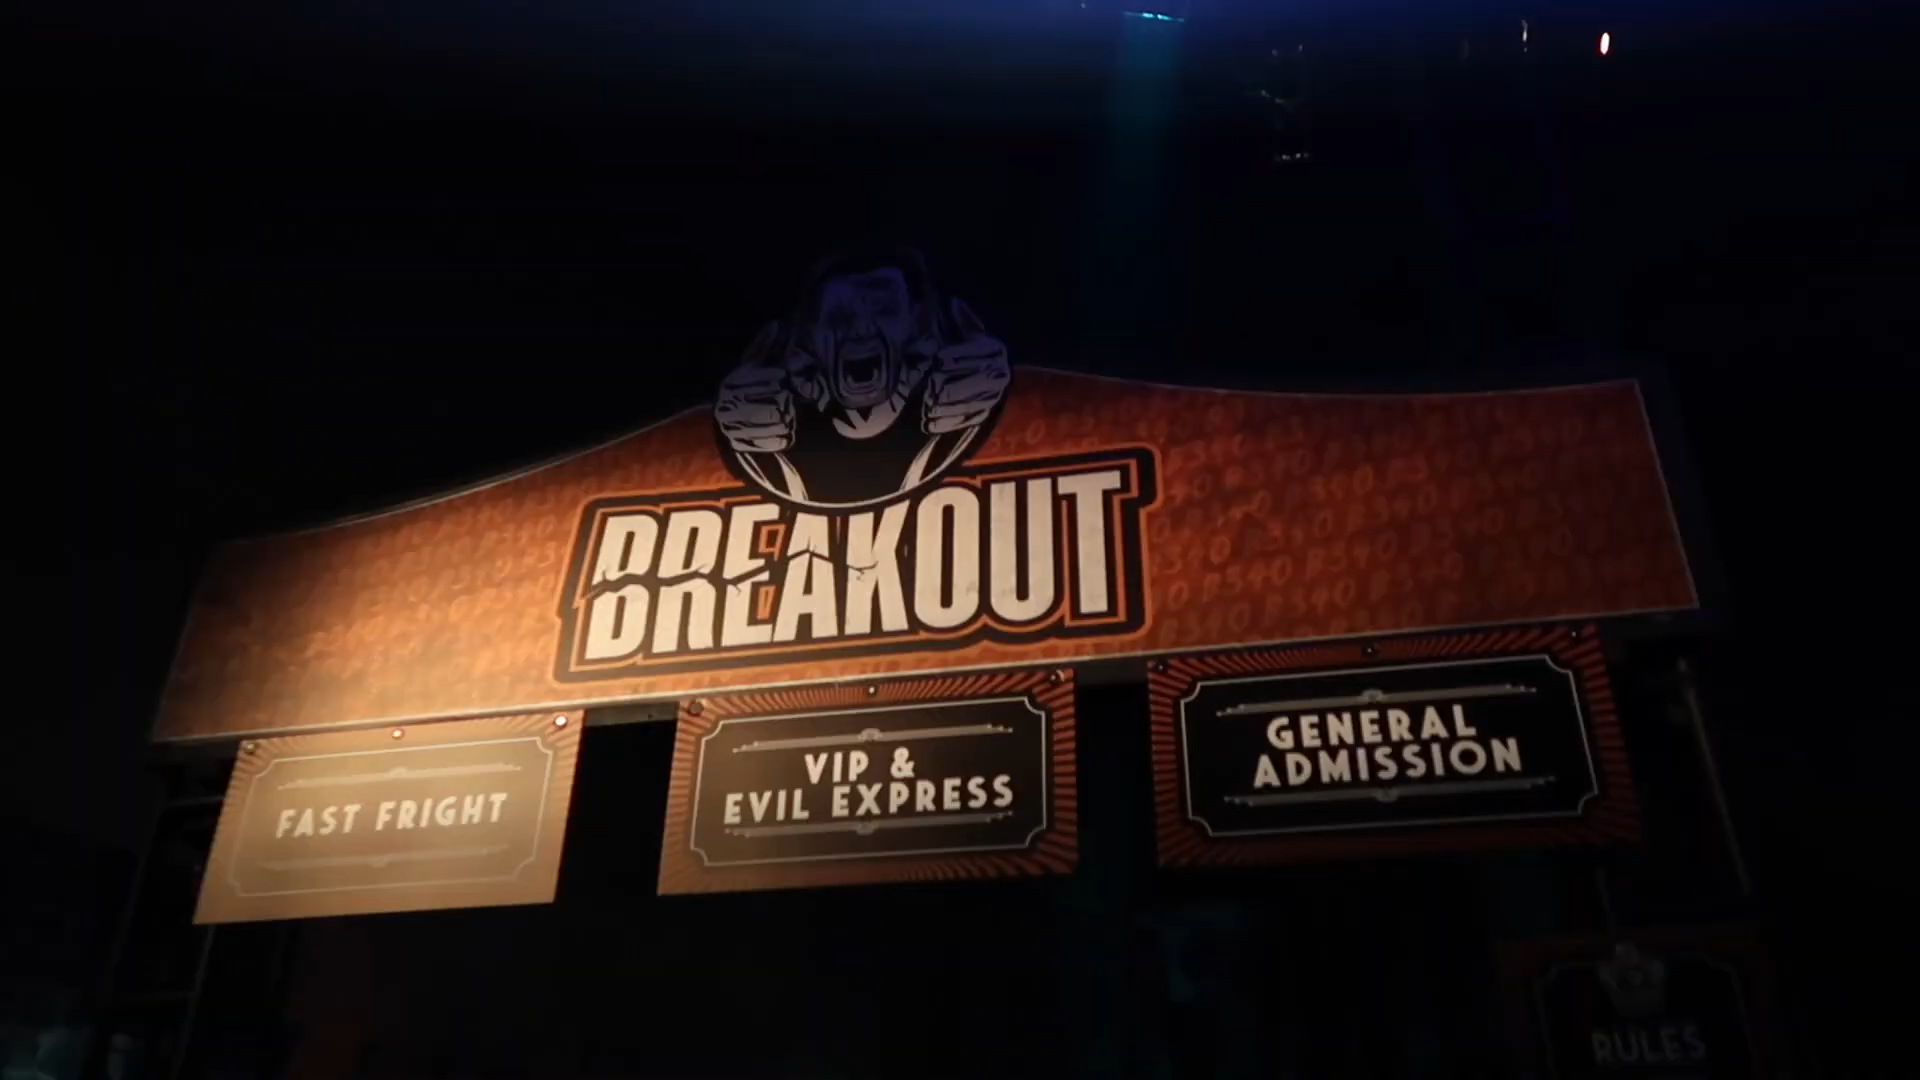 BREAKOUT
FAST FRIGHT
VIP &
EVIL EXPRESS
GENERAL
ADMISSION
RULES